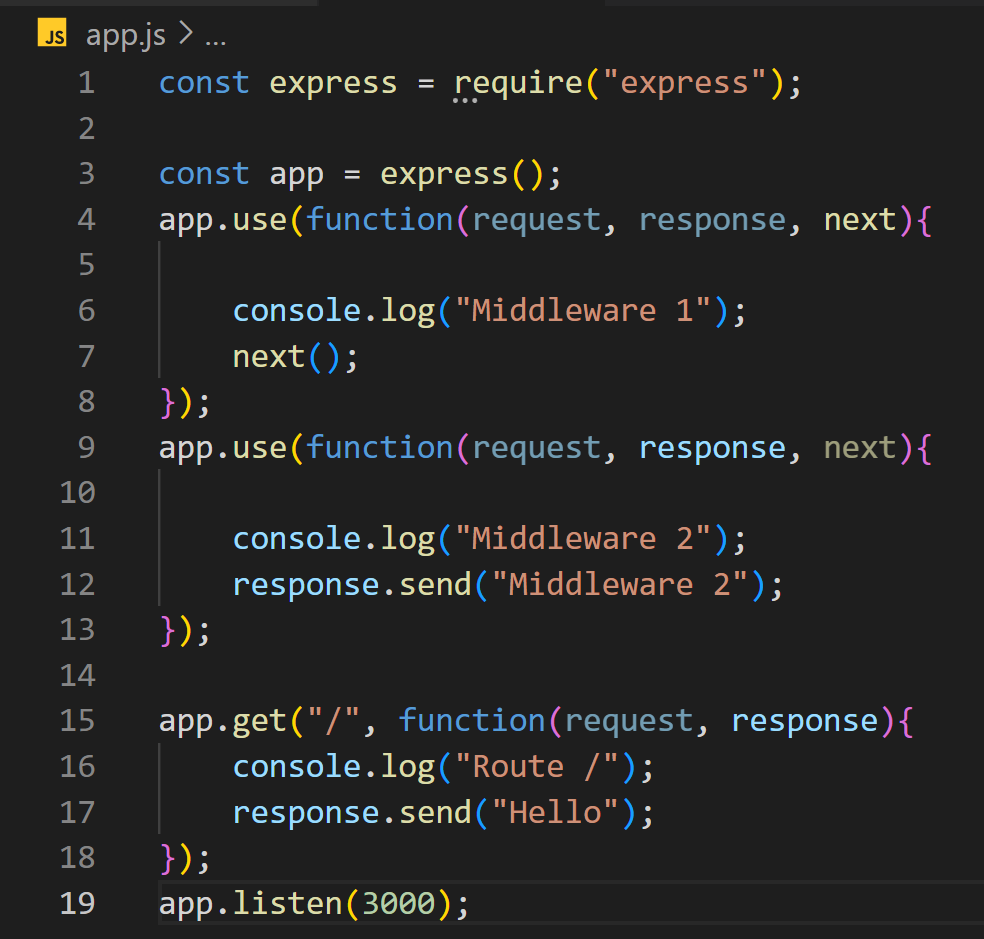 JS app.js > ...
1 const express = require("express");
2
3 const app = express();
4 app.use(function(request, response, next){
5
6     console.log("Middleware 1");
7     next();
8 });
9 app.use(function(request, response, next){
10
11     console.log("Middleware 2");
12     response.send("Middleware 2");
13 });
14
15 app.get("/", function(request, response){
16     console.log("Route /");
17     response.send("Hello");
18 });
19 app.listen(3000);